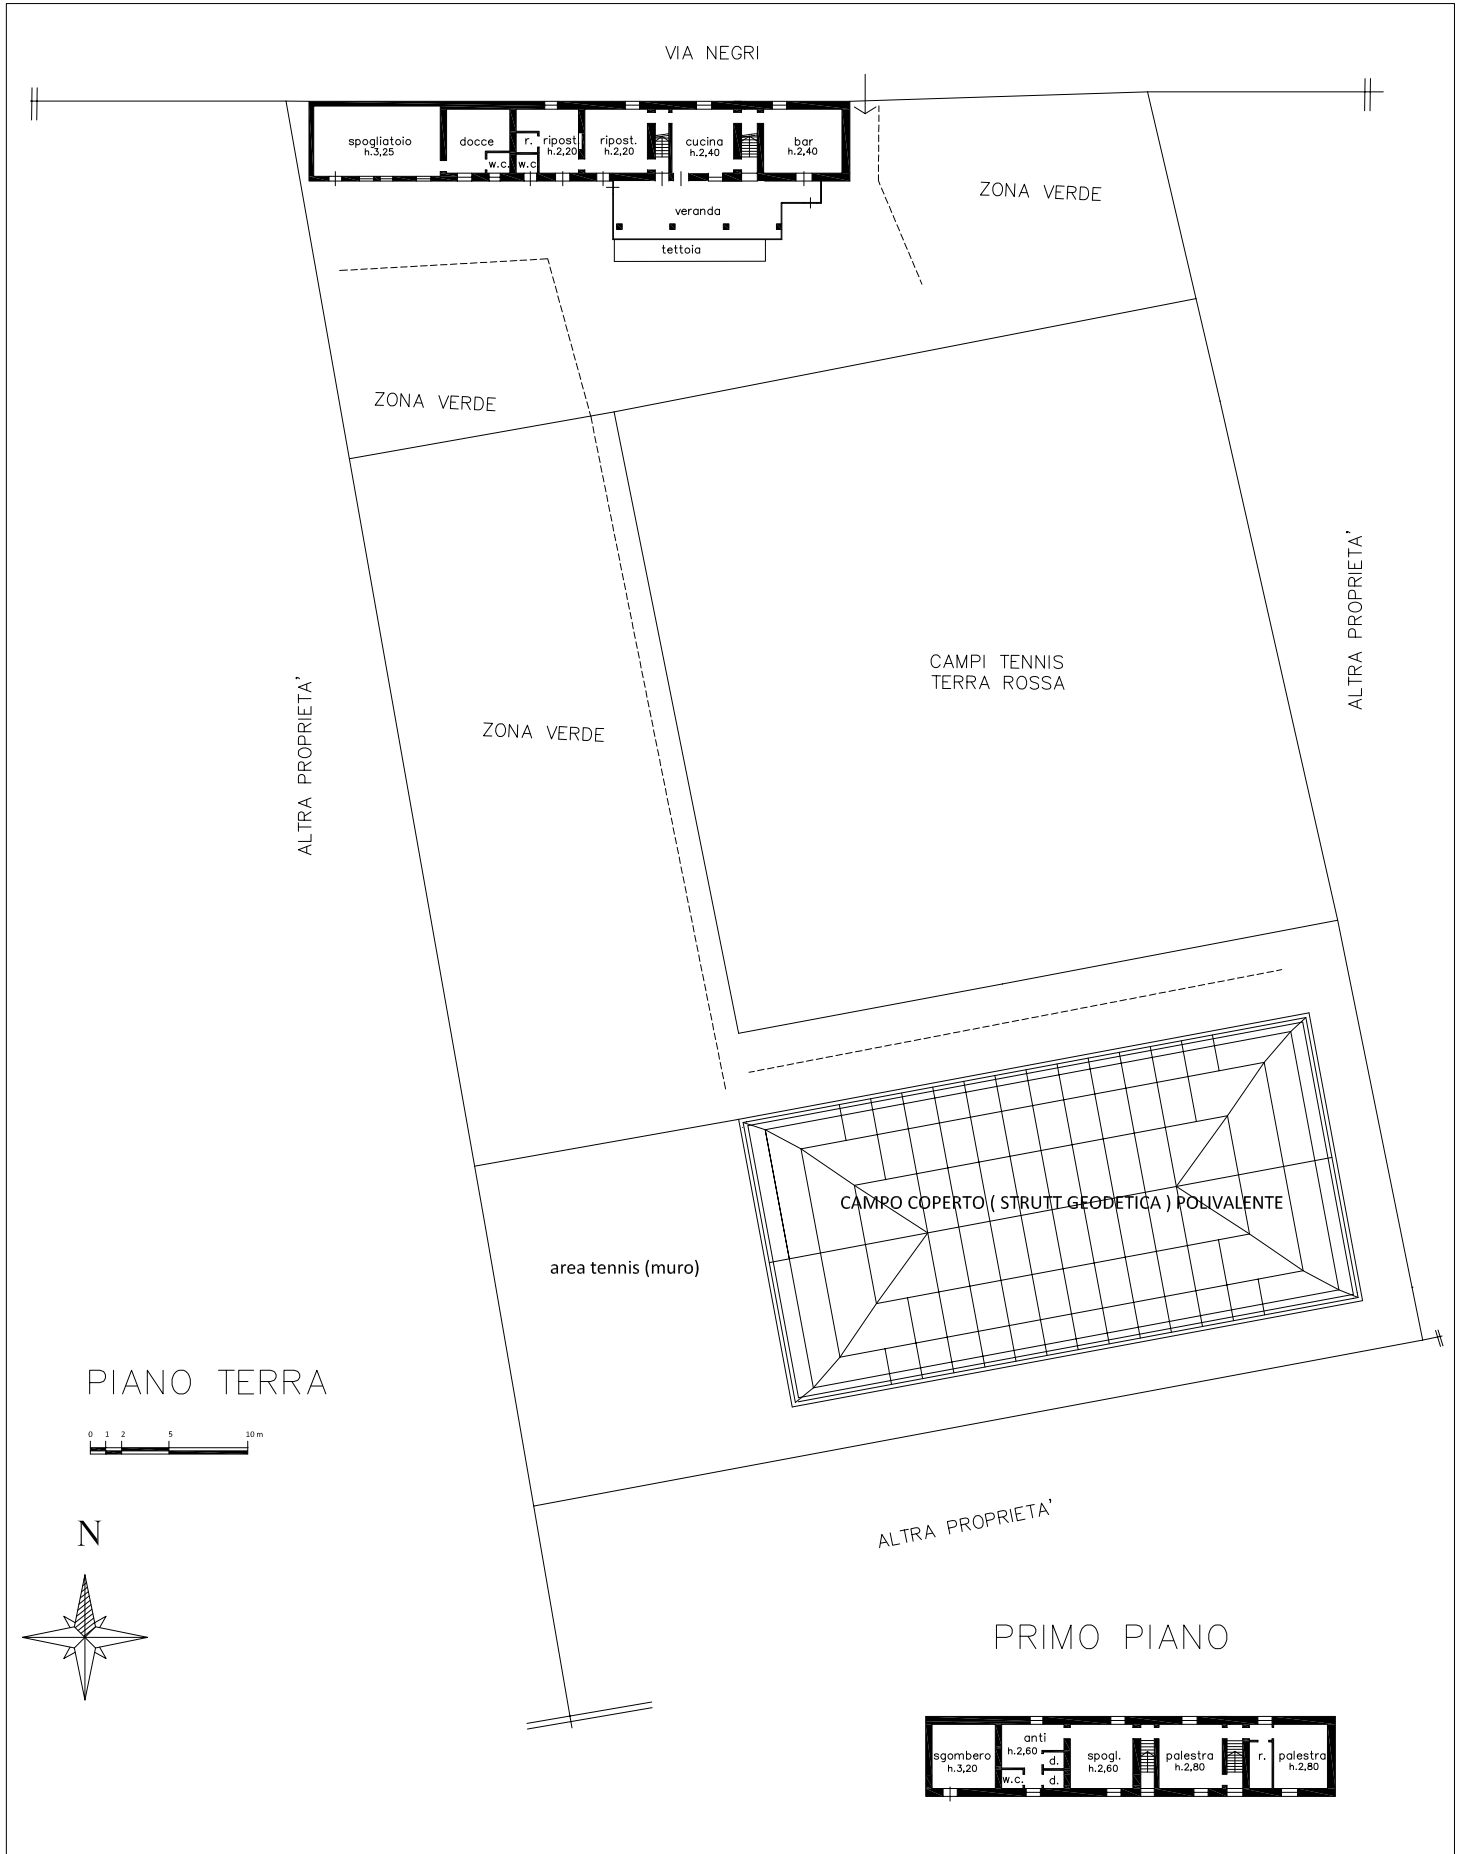 VIA NEGRI
spogliatoio
h.3,25
docce
w.c.
r.
w.c
ripost.
h.2,20
ripost.
h.2,20
cucina
h.2,40
bar
h.2,40
veranda
tettoia
ZONA VERDE
ZONA VERDE
ALTRA PROPRIETA'
ZONA VERDE
CAMPI TENNIS
TERRA ROSSA
ALTRA PROPRIETA'
CAMPO COPERTO ( STRUTT GEODETICA ) POLIVALENTE
area tennis (muro)
PIANO TERRA
0 1 2 5 10 m
N
ALTRA PROPRIETA'
PRIMO PIANO
sgombero
h.3,20
anti
h.2,60
w.c.
d.
d.
spogl.
h.2,60
palestra
h.2,80
r.
palestra
h.2,80